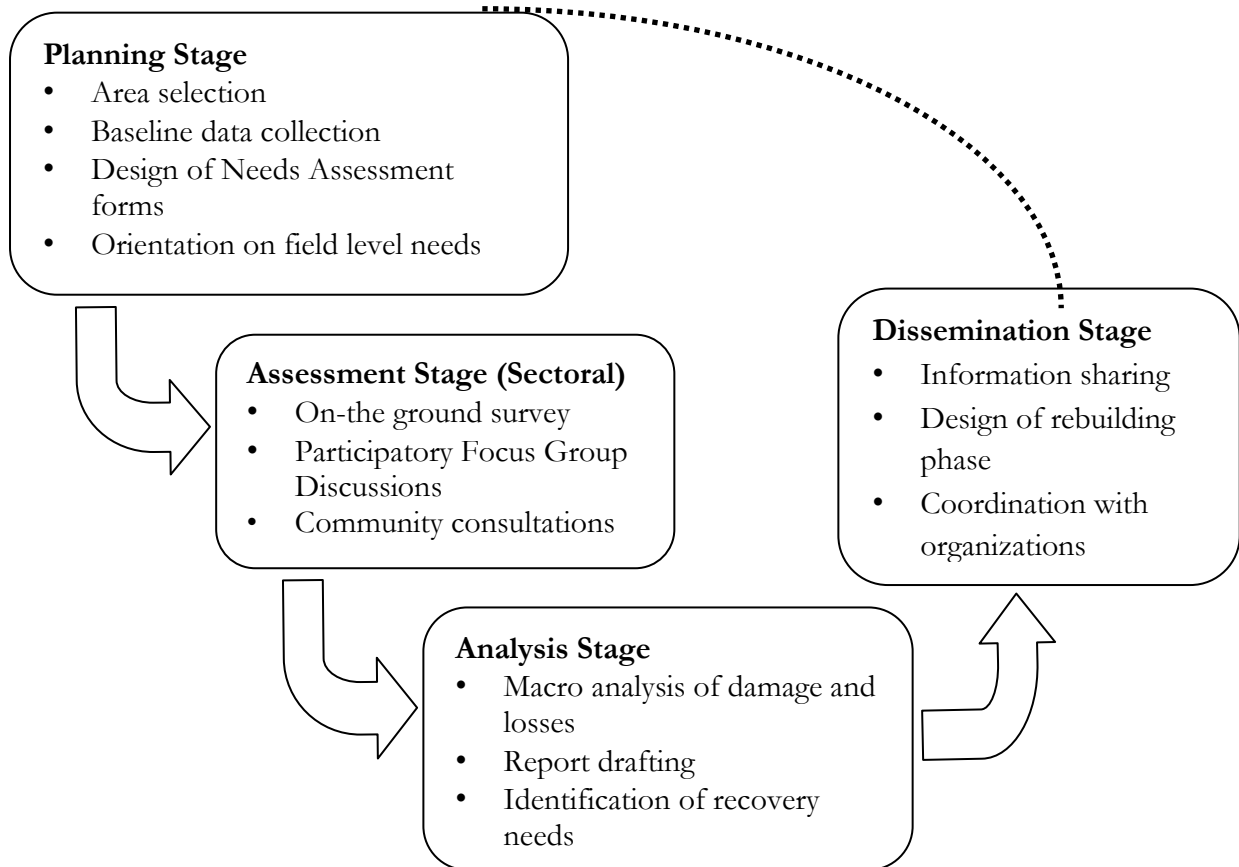 Planning Stage
• Area selection
• Baseline data collection
• Design of Needs Assessment
forms
• Orientation on field level needs
Assessment Stage (Sectoral)
• On-the ground survey
• Participatory Focus Group
Discussions
• Community consultations
Analysis Stage
• Macro analysis of damage and
losses
• Report drafting
• Identification of recovery
needs
Dissemination Stage
• Information sharing
• Design of rebuilding
phase
• Coordination with
organizations